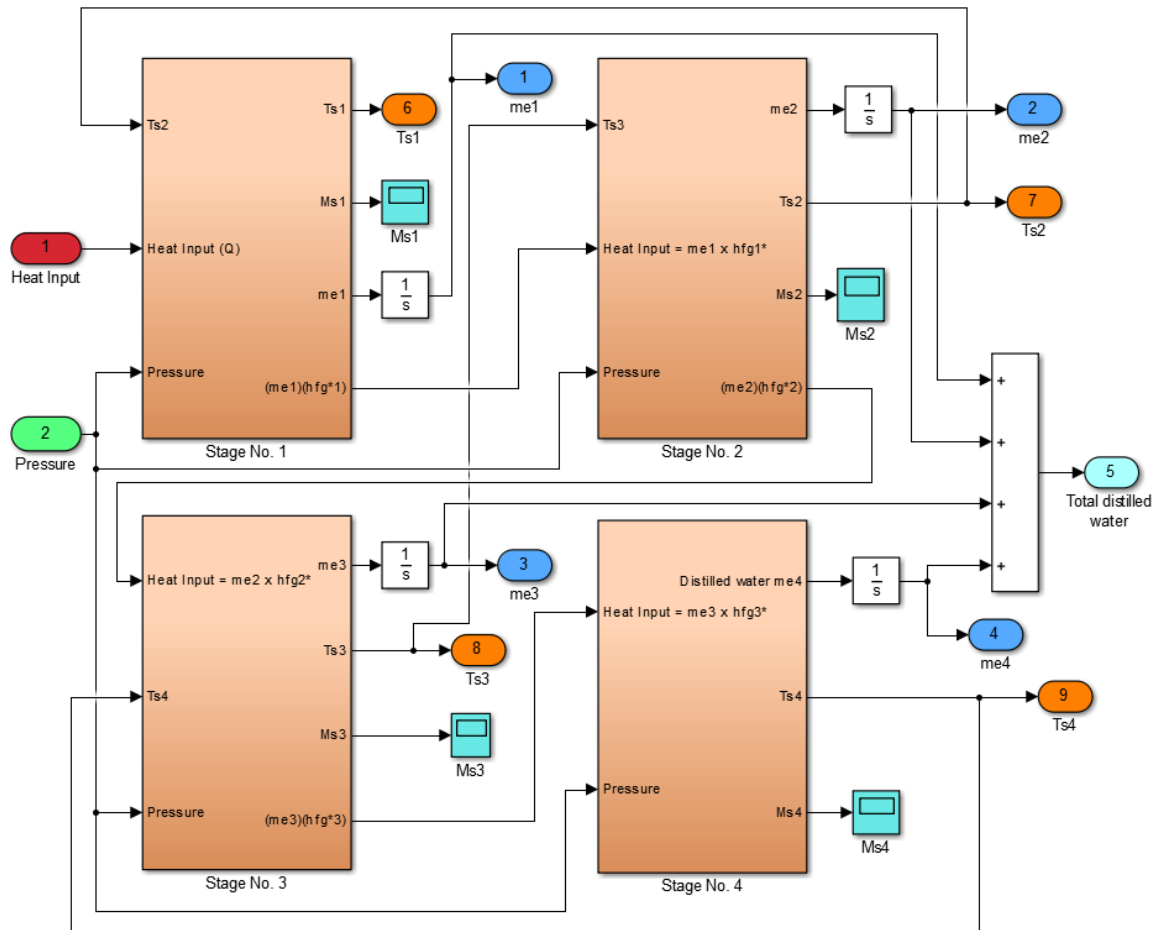 1
Heat Input
2
Pressure
Ts2
Heat Input (Q)
Pressure
Ts1
Ms1
me1
(me1)(hfg*1)
Stage No. 1
6
Ts1
Ms1
1
s
1
me1
Ts3
Heat Input = me1 x hfg1*
Pressure
me2
Ts2
Ms2
(me2)(hfg*2)
Stage No. 2
1
s
2
me2
7
Ts2
Ms2
+
+
+
+
5
Total distilled
water
Heat Input = me2 x hfg2*
Ts4
Pressure
me3
Ts3
Ms3
(me3)(hfg*3)
Stage No. 3
1
s
3
me3
8
Ts3
Ms3
Heat Input = me3 x hfg3*
Pressure
Distilled water me4
Ts4
Ms4
Stage No. 4
1
s
4
me4
9
Ts4
Ms4